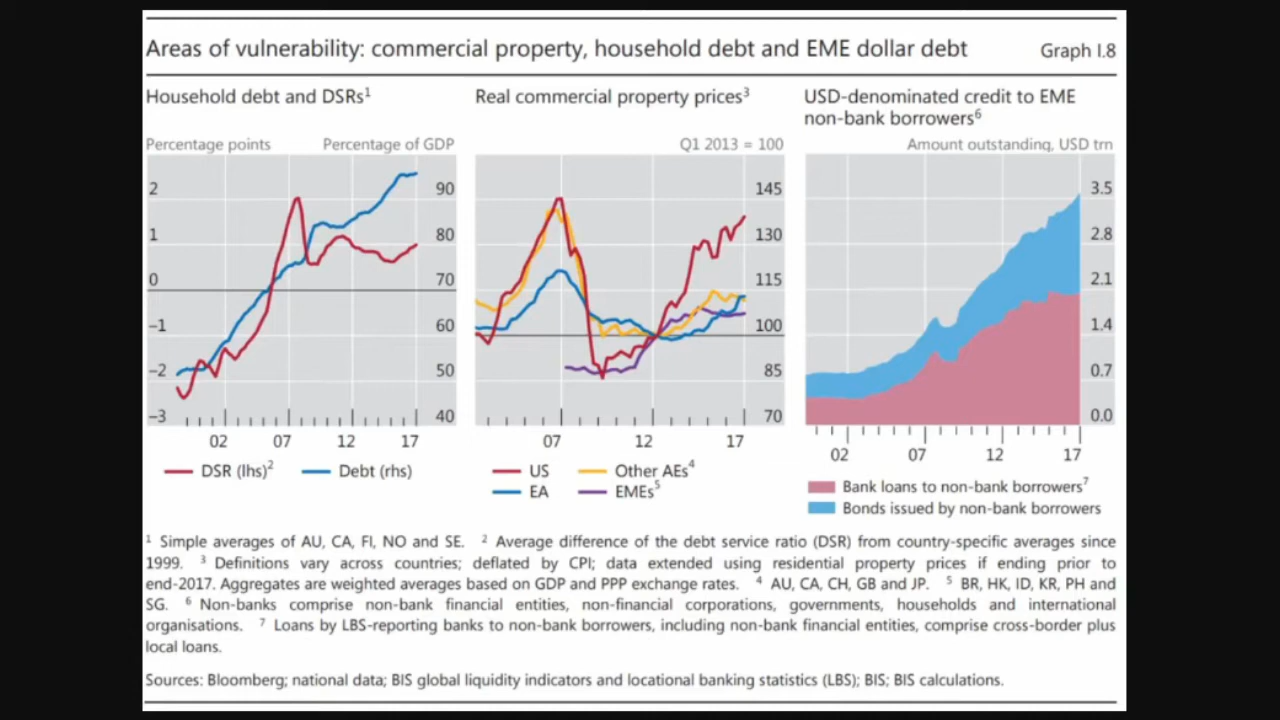 Areas of vulnerability: commercial property, household debt and EME dollar debt
Graph I.8
Household debt and DSRs¹
Percentage points
Percentage of GDP
2
1
0
–1
–2
–3
90
80
70
60
50
40
02 07 12 17
DSR (lhs)²
Debt (rhs)
Real commercial property prices³
Q1 2013 = 100
145
130
115
100
85
70
07 12 17
US
Other AEs⁴
EA
EMEs⁵
USD-denominated credit to EME
non-bank borrowers⁶
Amount outstanding, USD trn
3.5
2.8
2.1
1.4
0.7
0.0
02 07 12 17
Bank loans to non-bank borrowers⁷
Bonds issued by non-bank borrowers
¹ Simple averages of AU, CA, FI, NO and SE. ² Average difference of the debt service ratio (DSR) from country-specific averages since
1999. ³ Definitions vary across countries; deflated by CPI; data extended using residential property prices if ending prior to
end-2017. Aggregates are weighted averages based on GDP and PPP exchange rates. ⁴ AU, CA, CH, GB and JP. ⁵ BR, HK, ID, KR, PH and
SG. ⁶ Non-banks comprise non-bank financial entities, non-financial corporations, governments, households and international
organisations. ⁷ Loans by LBS-reporting banks to non-bank borrowers, including non-bank financial entities, comprise cross-border plus
local loans.
Sources: Bloomberg; national data; BIS global liquidity indicators and locational banking statistics (LBS); BIS; BIS calculations.